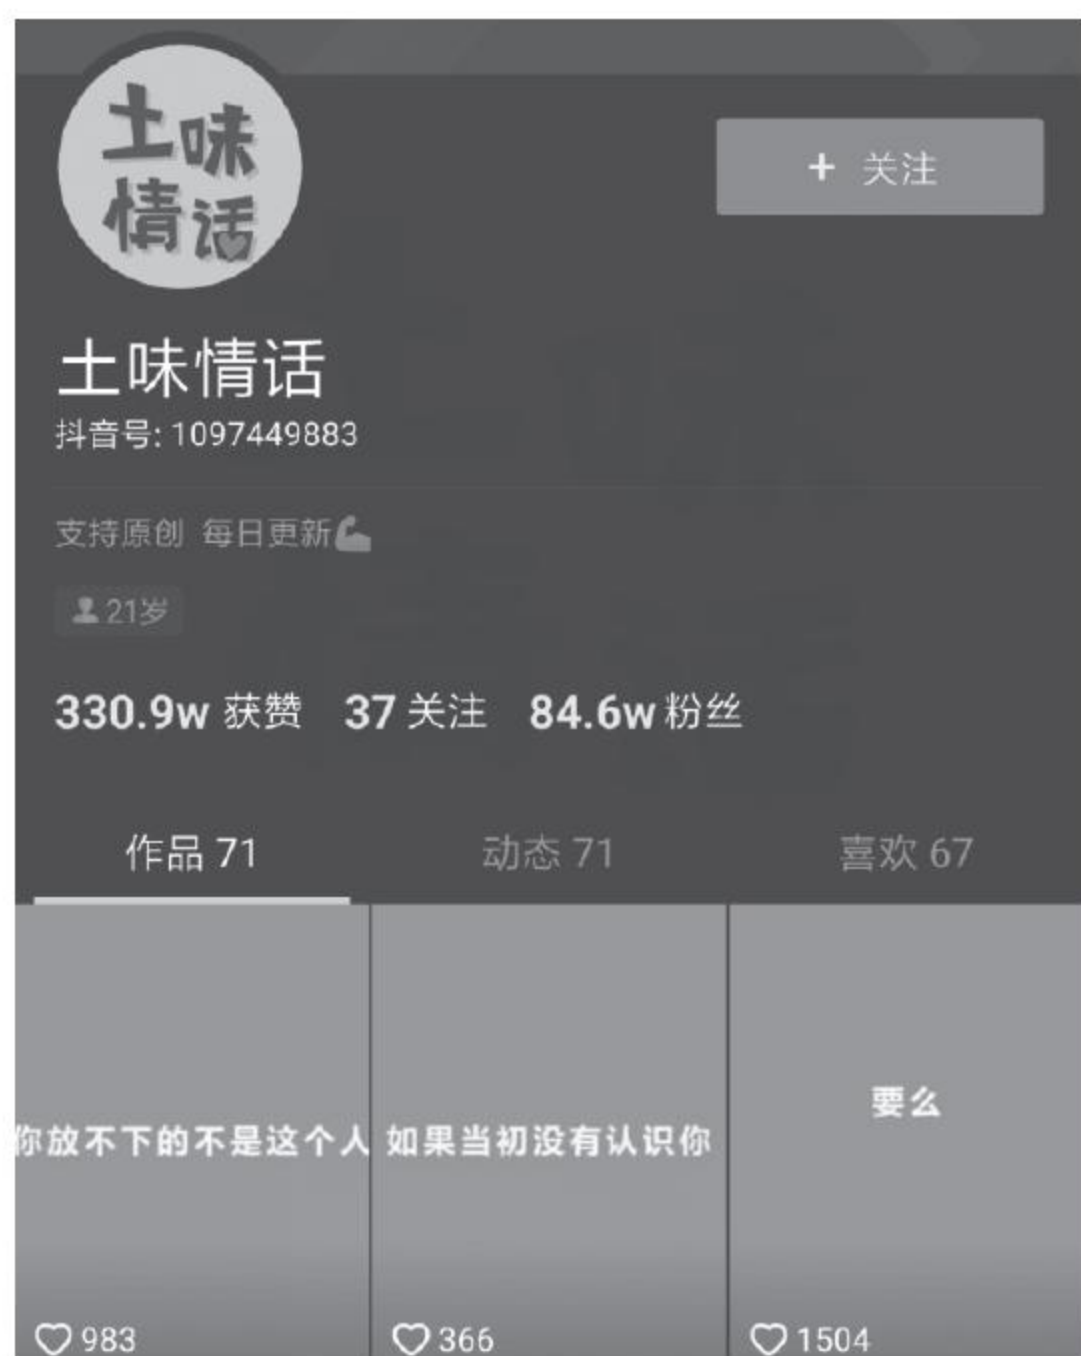 土味
情话
+ 关注
土味情话
抖音号: 1097449883
支持原创 每日更新💪
21岁
330.9w 获赞 37 关注 84.6w 粉丝
作品 71 动态 71 喜欢 67
你放不下的不是这个人 如果当初没有认识你 要么
983 366 1504